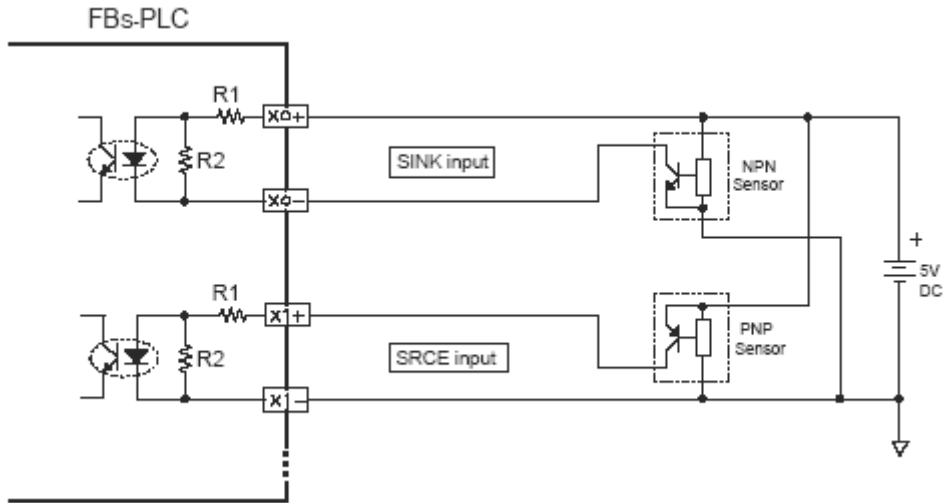 FBs-PLC
R1
X0+
R2
SINK input
NPN
Sensor
X0−
+
5V
DC
R1
X1+
R2
SRCE input
PNP
Sensor
X1−